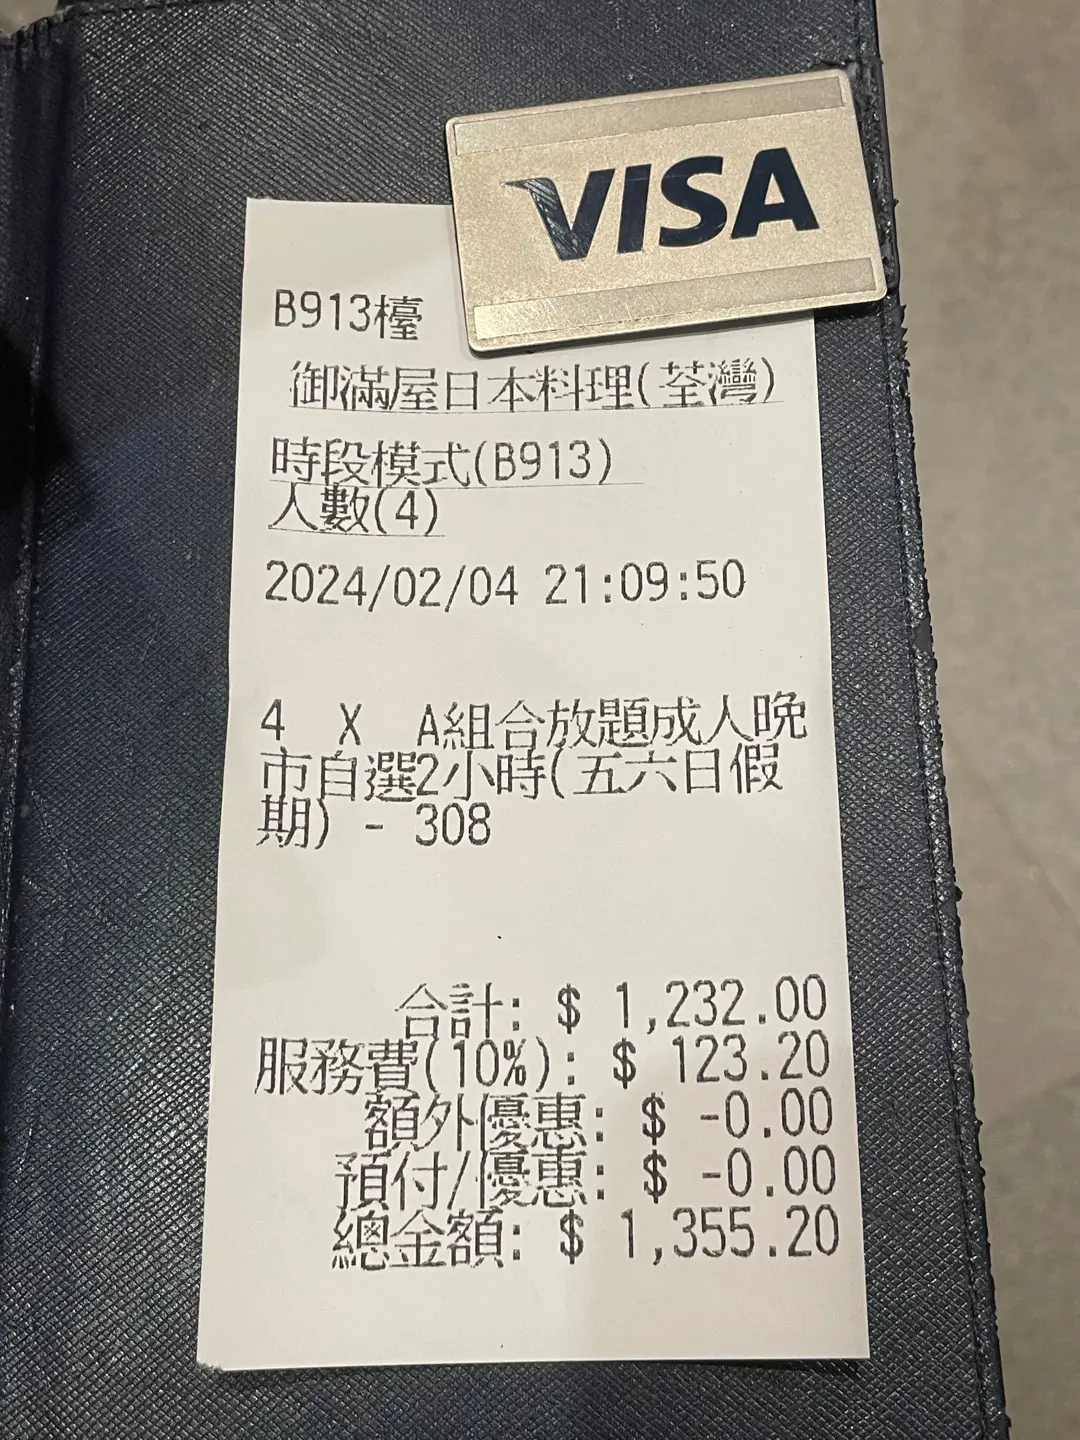 VISA
B913檯
御滿屋日本料理(荃灣)
時段模式(B913)
人數(4)
2024/02/04 21:09:50
4 X A組合放題成人晚
市自選2小時(五六日假
期) - 308
合計: $ 1,232.00
服務費(10%): $ 123.20
額外優惠: $ -0.00
預付/優惠: $ -0.00
總金額: $ 1,355.20